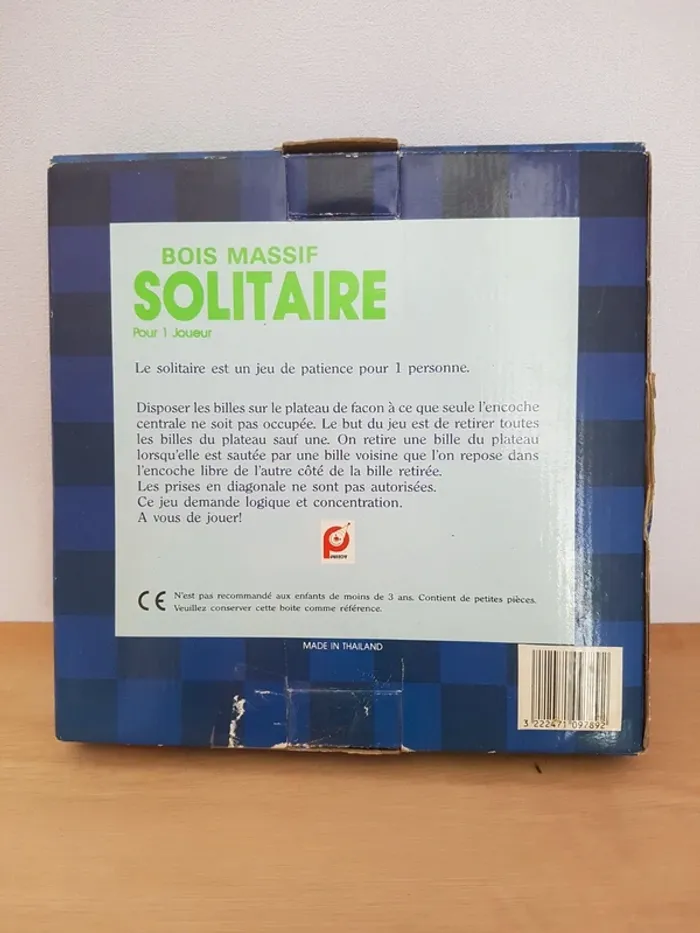 BOIS MASSIF
SOLITAIRE
Pour 1 Joueur
Le solitaire est un jeu de patience pour 1 personne.
Disposer les billes sur le plateau de facon à ce que seule l'encoche
centrale ne soit pas occupée. Le but du jeu est de retirer toutes
les billes du plateau sauf une. On retire une bille du plateau
lorsqu'elle est sautée par une bille voisine que l'on repose dans
l'encoche libre de l'autre côté de la bille retirée.
Les prises en diagonale ne sont pas autorisées.
Ce jeu demande logique et concentration.
A vous de jouer!
CE N'est pas recommandé aux enfants de moins de 3 ans. Contient de petites pièces.
Veuillez conserver cette boite comme référence.
MADE IN THAILAND
3 222471 092892